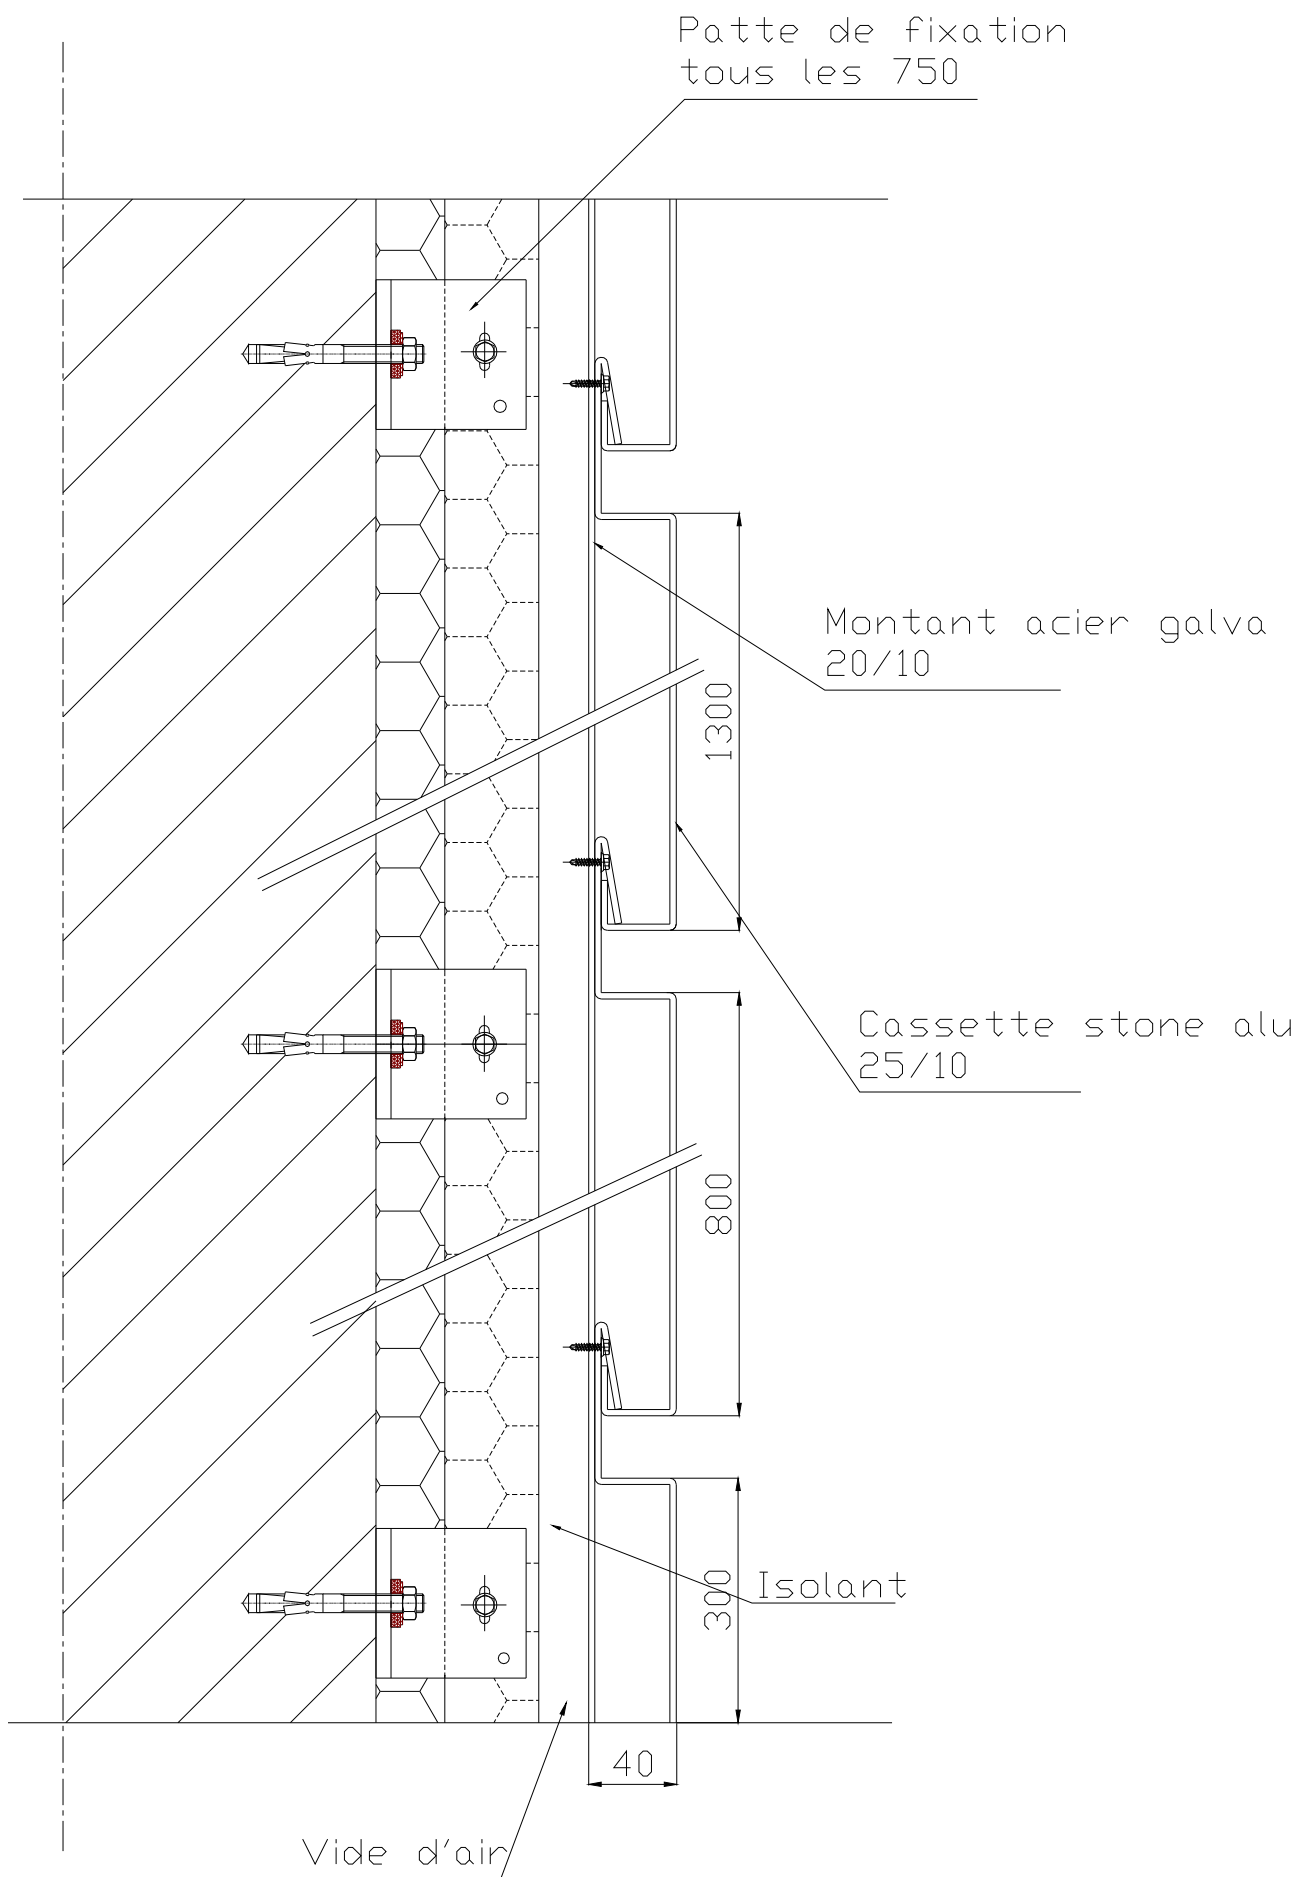 Patte de fixation
tous les 750
Montant acier galva
20/10
1300
Cassette stone alu
25/10
800
Isolant
300
40
Vide d'air